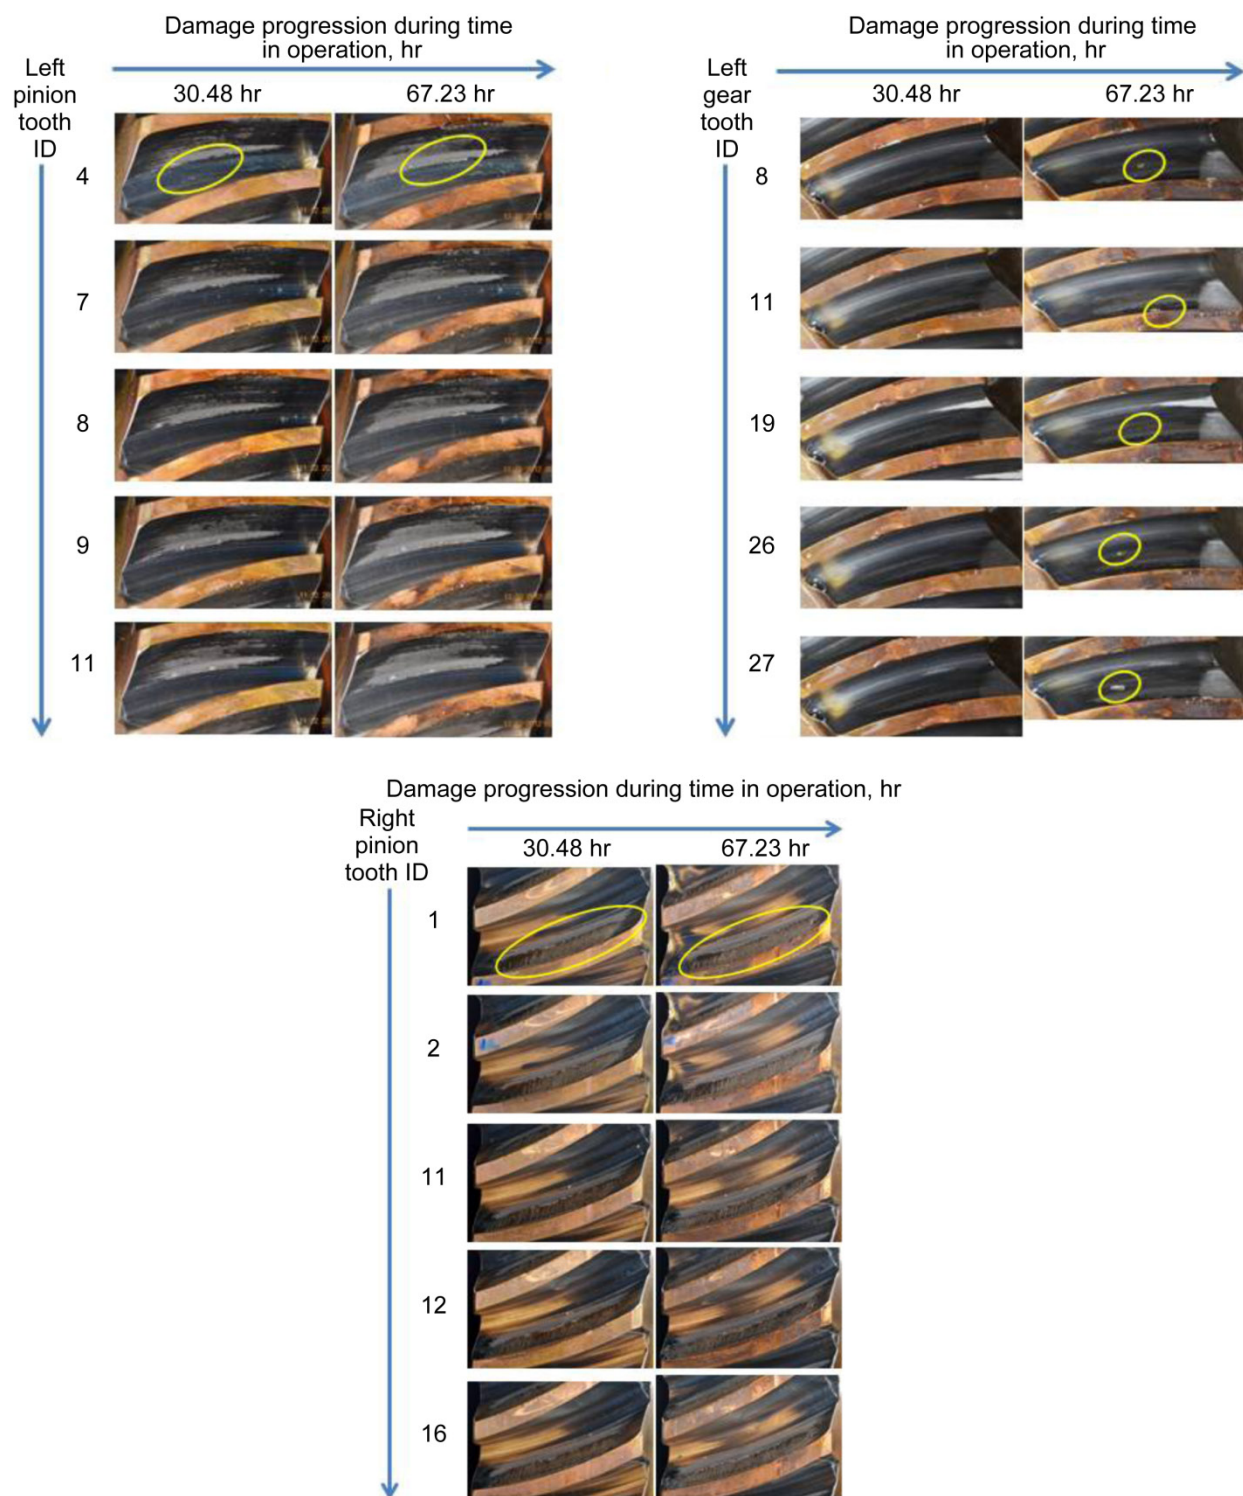 Damage progression during time
in operation, hr
Left
pinion
tooth
ID
30.48 hr
67.23 hr
4
7
8
9
11
Damage progression during time
in operation, hr
Left
gear
tooth
ID
30.48 hr
67.23 hr
8
11
19
26
27
Damage progression during time in operation, hr
Right
pinion
tooth ID
30.48 hr
67.23 hr
1
2
11
12
16